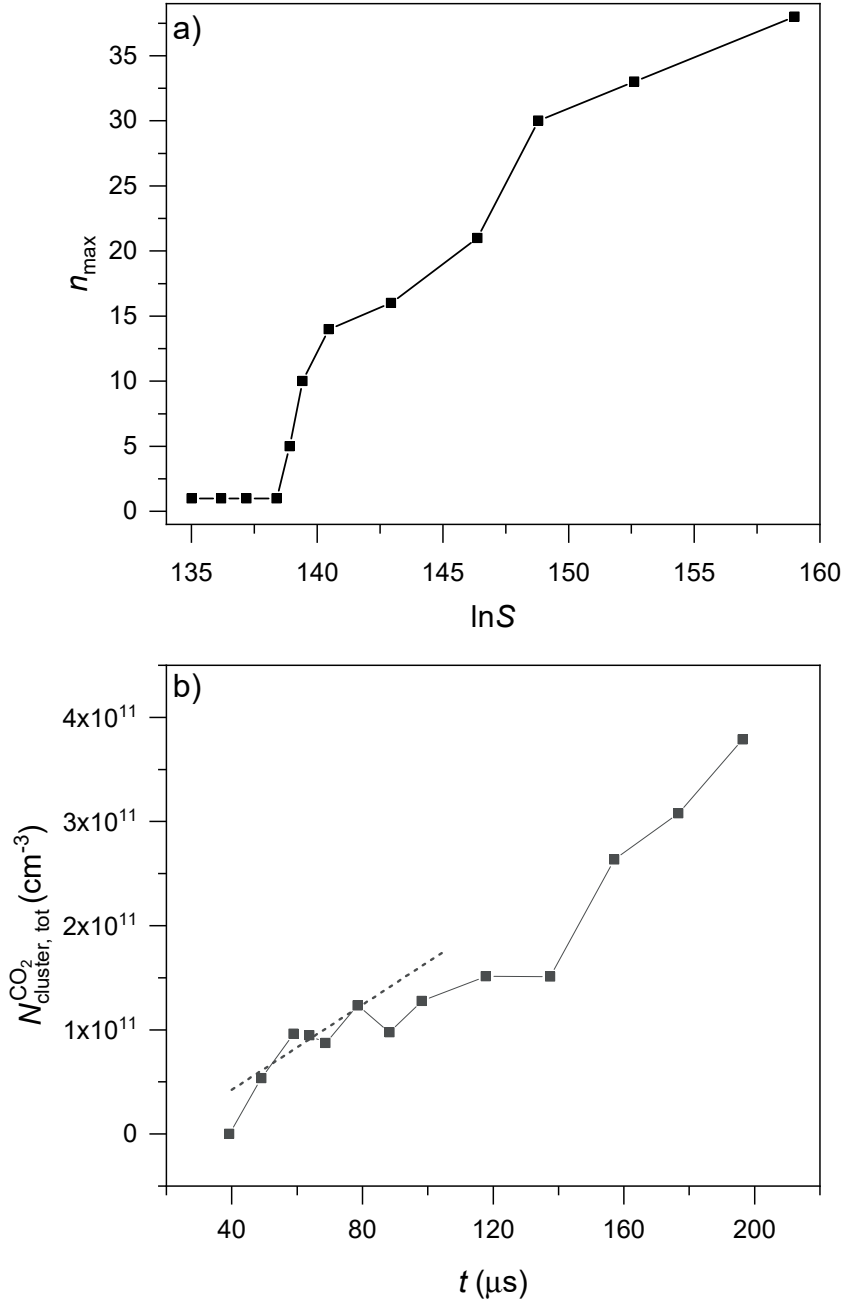 a)
35
30
25
20
15
10
5
0
n_max
135 140 145 150 155 160
lnS
b)
4x10^11
3x10^11
2x10^11
1x10^11
0
N^CO₂_cluster, tot (cm^-3)
40 80 120 160 200
t (μs)